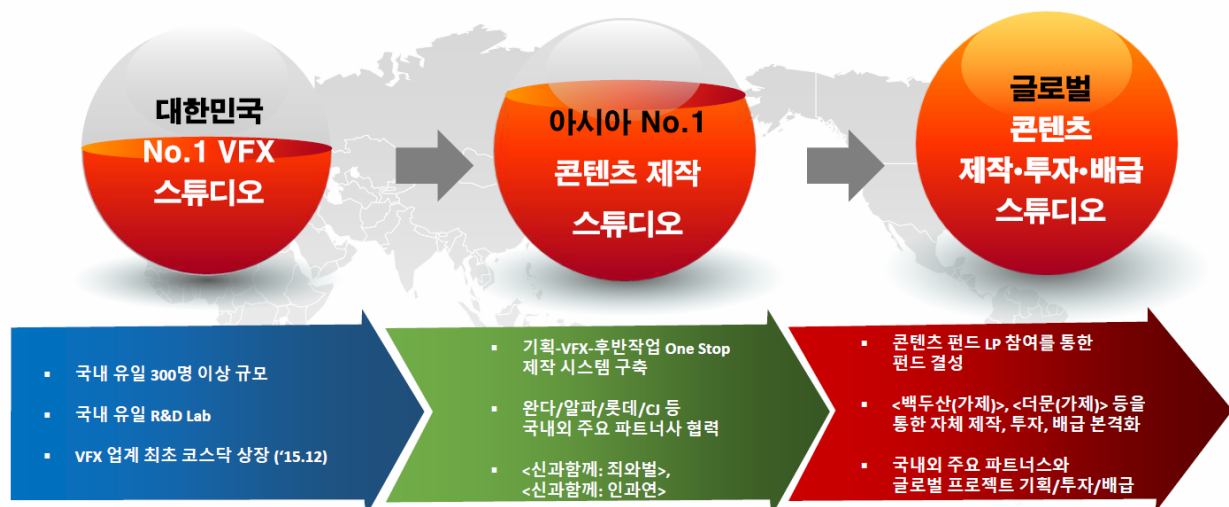 대한민국
No.1 VFX
스튜디오
아시아 No.1
콘텐츠 제작
스튜디오
글로벌
콘텐츠
제작·투자·배급
스튜디오
▪ 국내 유일 300명 이상 규모
▪ 국내 유일 R&D Lab
▪ VFX 업계 최초 코스닥 상장 (‘15.12)
▪ 기획-VFX-후반작업 One Stop
제작 시스템 구축
▪ 완다/알파/롯데/CJ 등
국내외 주요 파트너사 협력
▪ <신과함께: 죄와벌>,
<신과함께: 인과연>
▪ 콘텐츠 펀드 LP 참여를 통한
펀드 결성
▪ <백두산(가제)>, <더문(가제)> 등을
통한 자체 제작, 투자, 배급 본격화
▪ 국내외 주요 파트너스와
글로벌 프로젝트 기획/투자/배급